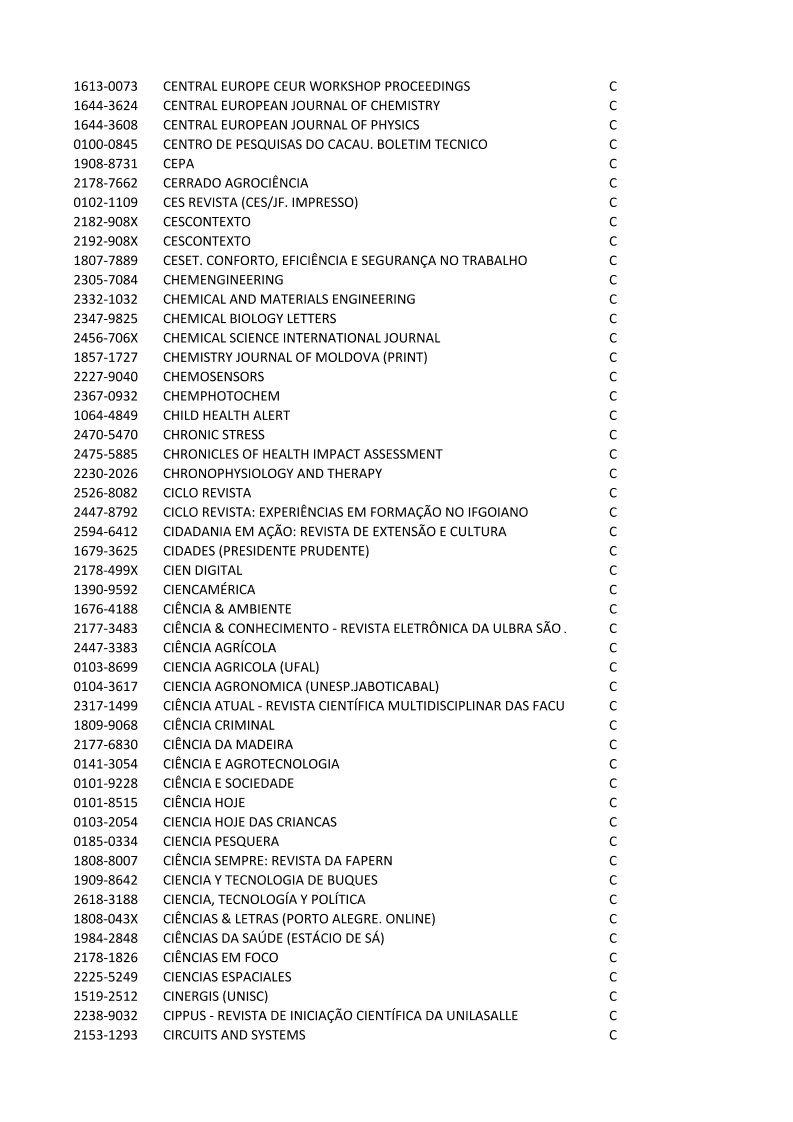 1613-0073 CENTRAL EUROPE CEUR WORKSHOP PROCEEDINGS C
1644-3624 CENTRAL EUROPEAN JOURNAL OF CHEMISTRY C
1644-3608 CENTRAL EUROPEAN JOURNAL OF PHYSICS C
0100-0845 CENTRO DE PESQUISAS DO CACAU. BOLETIM TECNICO C
1908-8731 CEPA C
2178-7662 CERRADO AGROCIÊNCIA C
0102-1109 CES REVISTA (CES/JF. IMPRESSO) C
2182-908X CESCONTEXTO C
2192-908X CESCONTEXTO C
1807-7889 CESET. CONFORTO, EFICIÊNCIA E SEGURANÇA NO TRABALHO C
2305-7084 CHEMENGINEERING C
2332-1032 CHEMICAL AND MATERIALS ENGINEERING C
2347-9825 CHEMICAL BIOLOGY LETTERS C
2456-706X CHEMICAL SCIENCE INTERNATIONAL JOURNAL C
1857-1727 CHEMISTRY JOURNAL OF MOLDOVA (PRINT) C
2227-9040 CHEMOSENSORS C
2367-0932 CHEMPHOTOCHEM C
1064-4849 CHILD HEALTH ALERT C
2470-5470 CHRONIC STRESS C
2475-5885 CHRONICLES OF HEALTH IMPACT ASSESSMENT C
2230-2026 CHRONOPHYSIOLOGY AND THERAPY C
2526-8082 CICLO REVISTA C
2447-8792 CICLO REVISTA: EXPERIÊNCIAS EM FORMAÇÃO NO IFGOIANO C
2594-6412 CIDADANIA EM AÇÃO: REVISTA DE EXTENSÃO E CULTURA C
1679-3625 CIDADES (PRESIDENTE PRUDENTE) C
2178-499X CIEN DIGITAL C
1390-9592 CIENCAMÉRICA C
1676-4188 CIÊNCIA & AMBIENTE C
2177-3483 CIÊNCIA & CONHECIMENTO - REVISTA ELETRÔNICA DA ULBRA SÃO . C
2447-3383 CIÊNCIA AGRÍCOLA C
0103-8699 CIENCIA AGRICOLA (UFAL) C
0104-3617 CIENCIA AGRONOMICA (UNESP.JABOTICABAL) C
2317-1499 CIÊNCIA ATUAL - REVISTA CIENTÍFICA MULTIDISCIPLINAR DAS FACU C
1809-9068 CIÊNCIA CRIMINAL C
2177-6830 CIÊNCIA DA MADEIRA C
0141-3054 CIÊNCIA E AGROTECNOLOGIA C
0101-9228 CIÊNCIA E SOCIEDADE C
0101-8515 CIÊNCIA HOJE C
0103-2054 CIENCIA HOJE DAS CRIANCAS C
0185-0334 CIENCIA PESQUERA C
1808-8007 CIÊNCIA SEMPRE: REVISTA DA FAPERN C
1909-8642 CIENCIA Y TECNOLOGIA DE BUQUES C
2618-3188 CIENCIA, TECNOLOGÍA Y POLÍTICA C
1808-043X CIÊNCIAS & LETRAS (PORTO ALEGRE. ONLINE) C
1984-2848 CIÊNCIAS DA SAÚDE (ESTÁCIO DE SÁ) C
2178-1826 CIÊNCIAS EM FOCO C
2225-5249 CIENCIAS ESPACIALES C
1519-2512 CINERGIS (UNISC) C
2238-9032 CIPPUS - REVISTA DE INICIAÇÃO CIENTÍFICA DA UNILASALLE C
2153-1293 CIRCUITS AND SYSTEMS C